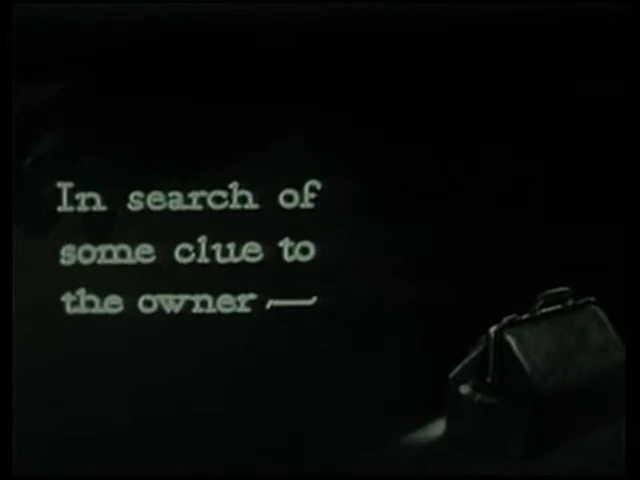 In search of
some clue to
the owner —